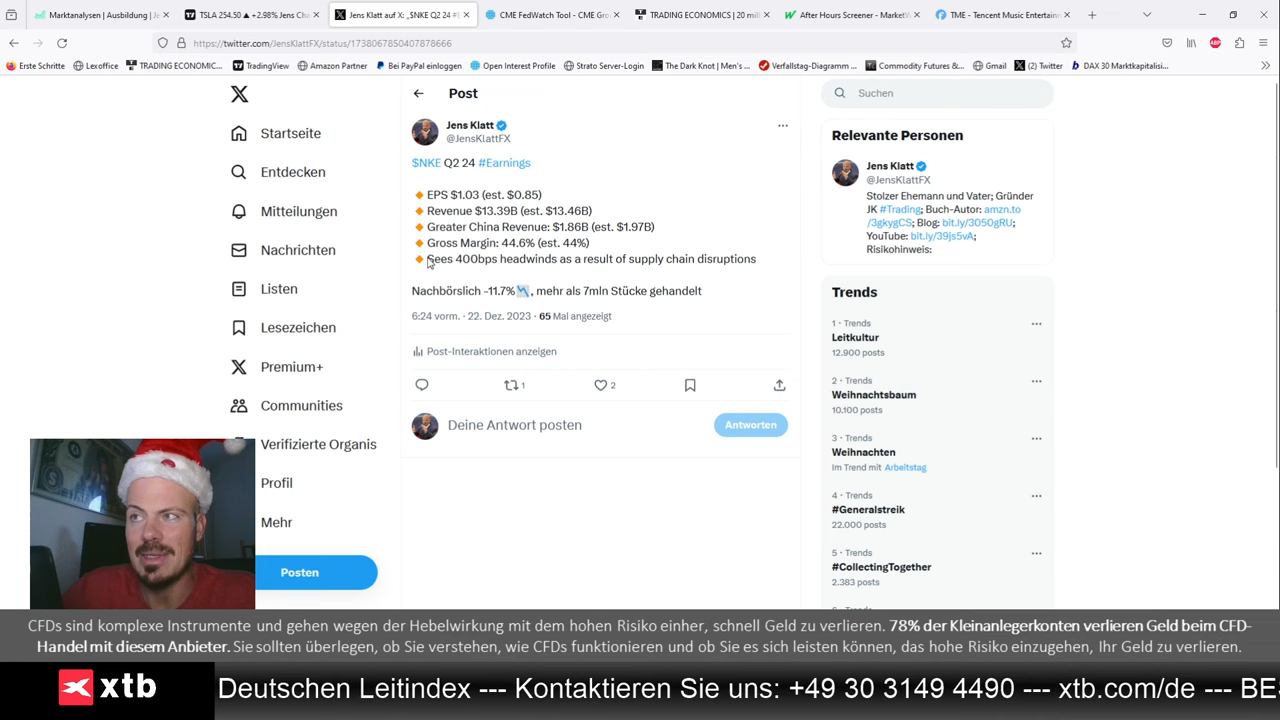 Marktanalysen | Ausbildung | Je
TSLA 254.50 ▲ +2.98% Jens Cha
Jens Klatt auf X: „$NKE Q2 24 #E
CME FedWatch Tool - CME Gro
TRADING ECONOMICS | 20 mil
After Hours Screener - MarketW
TME - Tencent Music Entertainm
https://twitter.com/JensKlattFX/status/1738067850407878666
Erste Schritte
Lexoffice
TRADING ECONOMIC...
TradingView
Amazon Partner
Bei PayPal einloggen
Open Interest Profile
Strato Server-Login
The Dark Knot | Men's ...
Verfallstag-Diagramm ...
Commodity Futures &...
Gmail
(2) Twitter
DAX 30 Marktkapitalisi...
Startseite
Entdecken
Mitteilungen
Nachrichten
Listen
Lesezeichen
Premium+
Communities
Verifizierte Organis
Profil
Mehr
Posten
Post
Jens Klatt
@JensKlattFX
$NKE Q2 24 #Earnings
EPS $1.03 (est. $0.85)
Revenue $13.39B (est. $13.46B)
Greater China Revenue: $1.86B (est. $1.97B)
Gross Margin: 44.6% (est. 44%)
Sees 400bps headwinds as a result of supply chain disruptions
Nachbörslich -11.7%📉, mehr als 7mln Stücke gehandelt
6:24 vorm. · 22. Dez. 2023 · 65 Mal angezeigt
Post-Interaktionen anzeigen
1
2
Deine Antwort posten
Antworten
Suchen
Relevante Personen
Jens Klatt
@JensKlattFX
Stolzer Ehemann und Vater; Gründer
JK #Trading; Buch-Autor: amzn.to
/3gkygCS; Blog: bit.ly/3050gRU;
YouTube: bit.ly/39js5vA;
Risikohinweis:
Trends
1 · Trends
Leitkultur
12.900 posts
2 · Trends
Weihnachtsbaum
10.100 posts
3 · Trends
Weihnachten
Im Trend mit Arbeitstag
4 · Trends
#Generalstreik
22.000 posts
5 · Trends
#CollectingTogether
2.383 posts
CFDs sind komplexe Instrumente und gehen wegen der Hebelwirkung mit dem hohen Risiko einher, schnell Geld zu verlieren. 78% der Kleinanlegerkonten verlieren Geld beim CFD-
Handel mit diesem Anbieter. Sie sollten überlegen, ob Sie verstehen, wie CFDs funktionieren und ob Sie es sich leisten können, das hohe Risiko einzugehen, Ihr Geld zu verlieren.
xtb
Deutschen Leitindex --- Kontaktieren Sie uns: +49 30 3149 4490 --- xtb.com/de --- BE